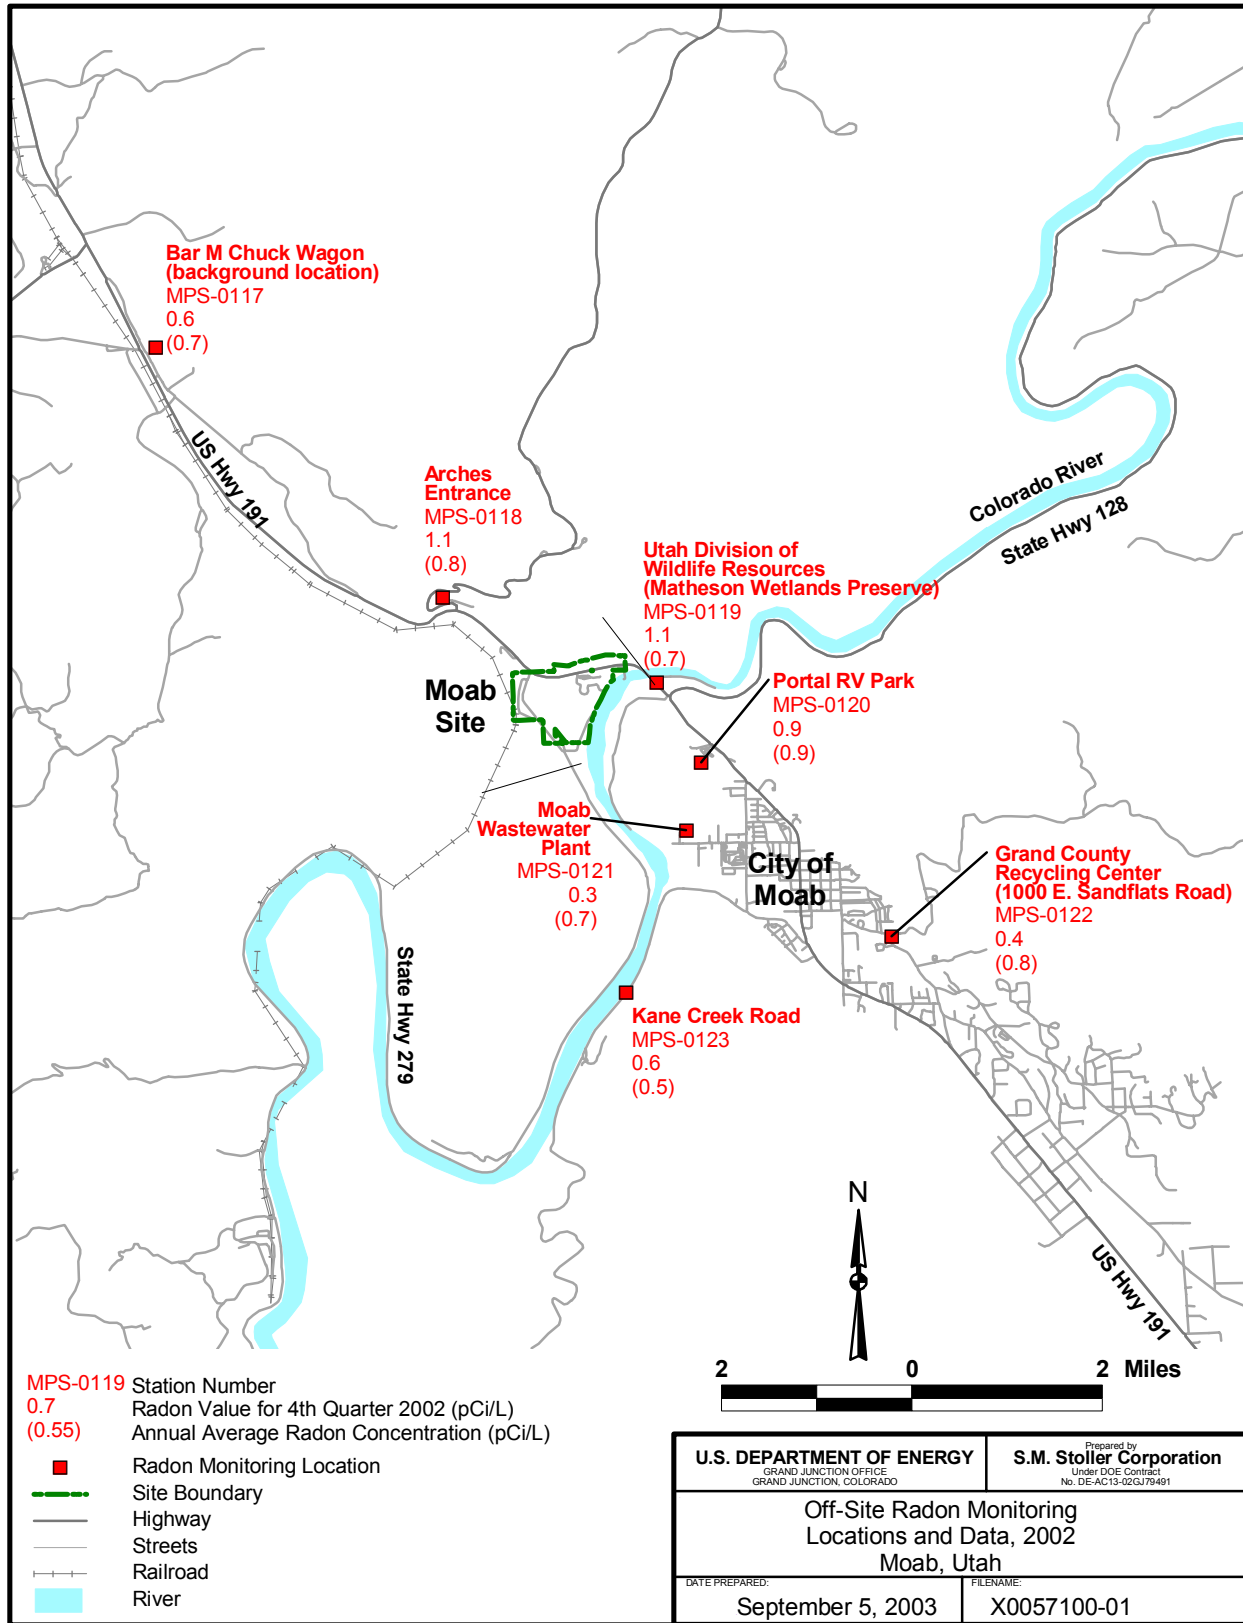 Bar M Chuck Wagon
(background location)
MPS-0117
0.6
(0.7)
US Hwy 191
Arches
Entrance
MPS-0118
1.1
(0.8)
Colorado River
State Hwy 128
Utah Division of
Wildlife Resources
(Matheson Wetlands Preserve)
MPS-0119
1.1
(0.7)
Moab
Site
Portal RV Park
MPS-0120
0.9
(0.9)
Moab
Wastewater
Plant
MPS-0121
0.3
(0.7)
City of
Moab
Grand County
Recycling Center
(1000 E. Sandflats Road)
MPS-0122
0.4
(0.8)
State Hwy 279
Kane Creek Road
MPS-0123
0.6
(0.5)
N
US Hwy 191
2 0 2 Miles
MPS-0119 Station Number
0.7 Radon Value for 4th Quarter 2002 (pCi/L)
(0.55) Annual Average Radon Concentration (pCi/L)
Radon Monitoring Location
Site Boundary
Highway
Streets
Railroad
River
U.S. DEPARTMENT OF ENERGY
GRAND JUNCTION OFFICE
GRAND JUNCTION, COLORADO
Prepared by
S.M. Stoller Corporation
Under DOE Contract
No. DE-AC13-02GJ79491
Off-Site Radon Monitoring
Locations and Data, 2002
Moab, Utah
DATE PREPARED:
September 5, 2003
FILENAME:
X0057100-01